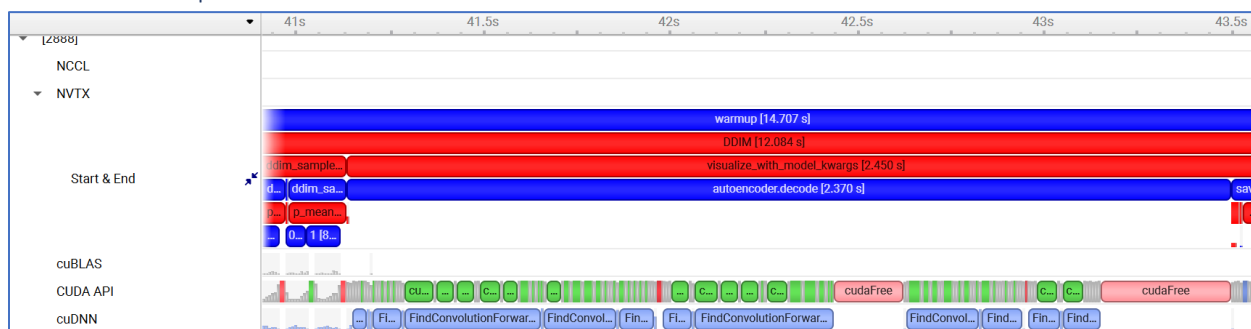 41s 41.5s 42s 42.5s 43s 43.5s
[2888]
NCCL
NVTX
warmup [14.707 s]
DDIM [12.084 s]
ddim_sample... visualize_with_model_kwargs [2.450 s]
Start & End
d... ddim_sa... autoencoder.decode [2.370 s] sav
p... p_mean...
... 0... 1 [8...
cuBLAS
CUDA API cu... ... ... c... ... ... ... c... ... ... c... cudaFree c... c... cudaFree
cuDNN ... Fi... FindConvolutionForwar... FindConvol... Fin... Fi... FindConvolutionForwar... FindConvol... Find... Fin... Find...